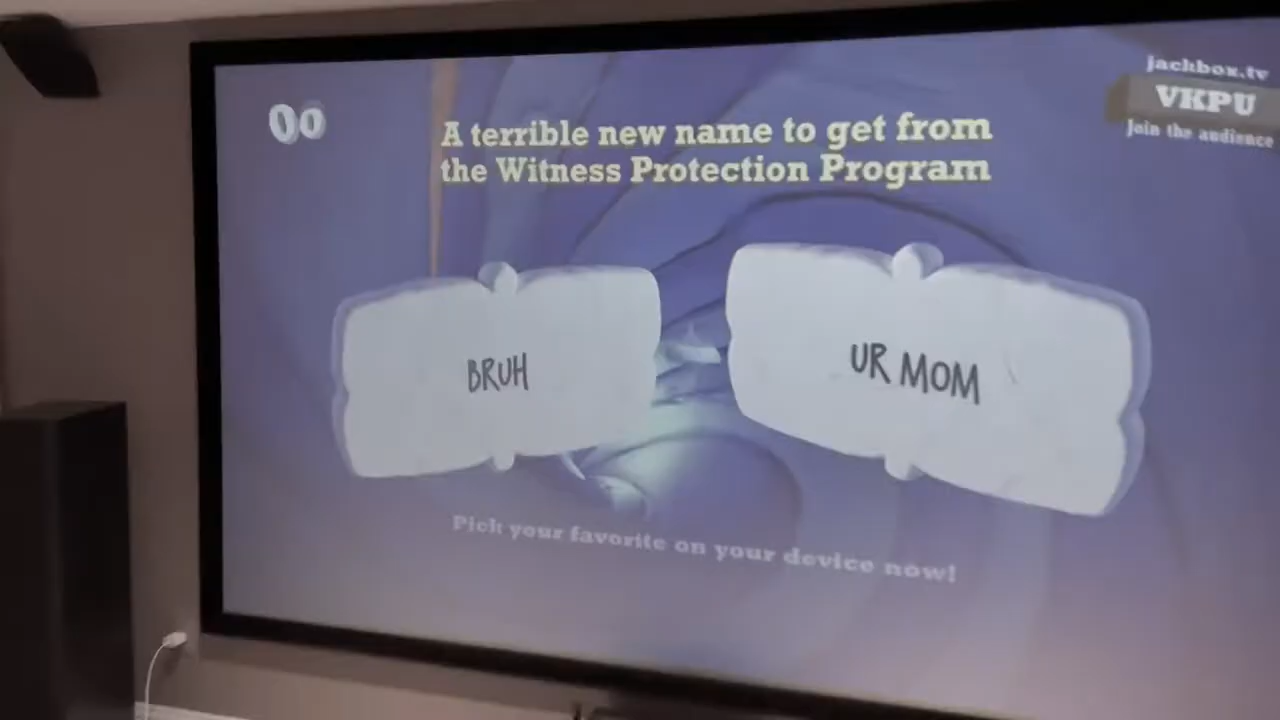 00
A terrible new name to get from
the Witness Protection Program
jackbox.tv
VKPU
Join the audience
BRUH
UR MOM
Pick your favorite on your device now!